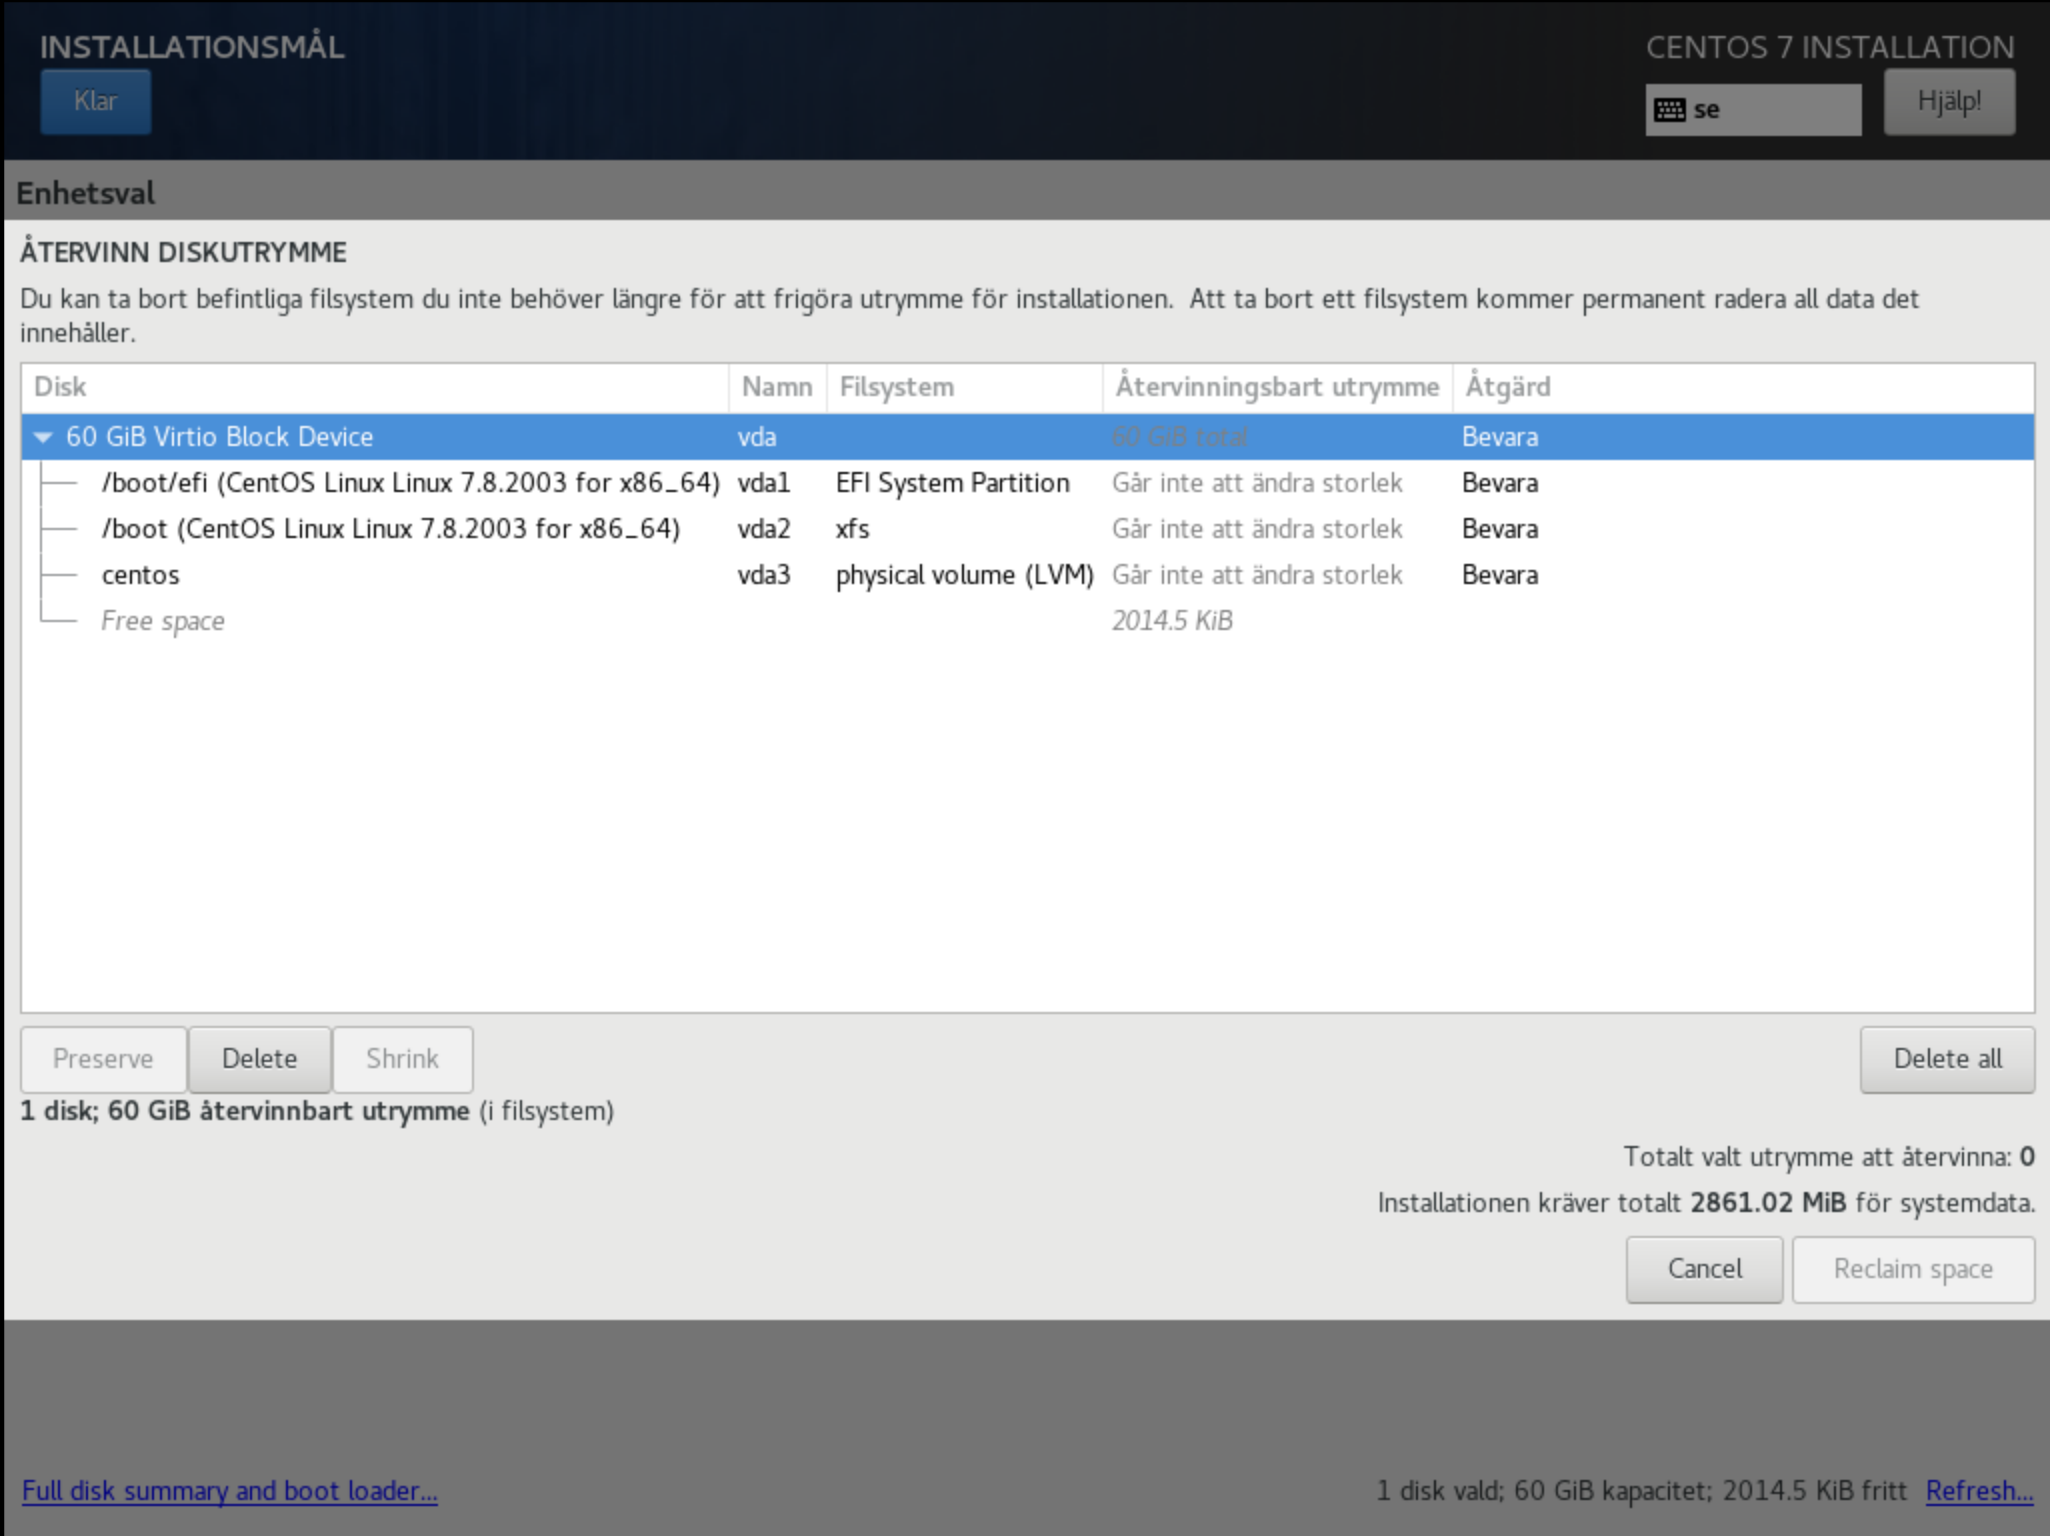 INSTALLATIONSMÅL
CENTOS 7 INSTALLATION
Klar
se
Hjälp!
Enhetsval
ÅTERVINN DISKUTRYMME
Du kan ta bort befintliga filsystem du inte behöver längre för att frigöra utrymme för installationen.  Att ta bort ett filsystem kommer permanent radera all data det
innehåller.
Disk Namn Filsystem Återvinningsbart utrymme Åtgärd
60 GiB Virtio Block Device vda 60 GiB total Bevara
/boot/efi (CentOS Linux Linux 7.8.2003 for x86_64) vda1 EFI System Partition Går inte att ändra storlek Bevara
/boot (CentOS Linux Linux 7.8.2003 for x86_64) vda2 xfs Går inte att ändra storlek Bevara
centos vda3 physical volume (LVM) Går inte att ändra storlek Bevara
Free space 2014.5 KiB
Preserve Delete Shrink Delete all
1 disk; 60 GiB återvinnbart utrymme (i filsystem)
Totalt valt utrymme att återvinna: 0
Installationen kräver totalt 2861.02 MiB för systemdata.
Cancel Reclaim space
Full disk summary and boot loader... 1 disk vald; 60 GiB kapacitet; 2014.5 KiB fritt Refresh...